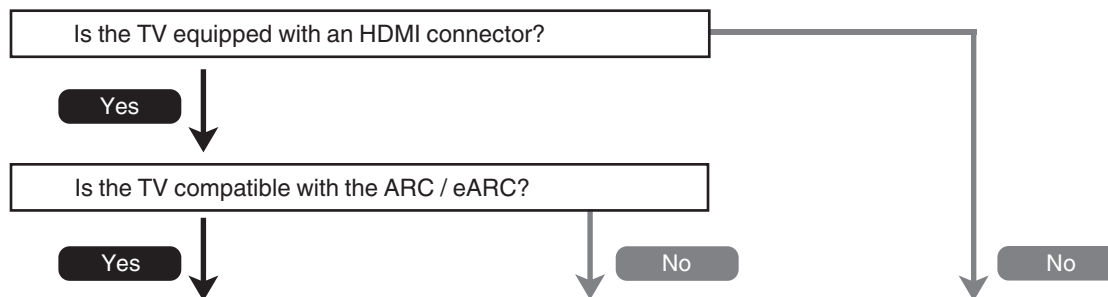 Is the TV equipped with an HDMI connector?
Yes
Is the TV compatible with the ARC / eARC?
Yes
No
No